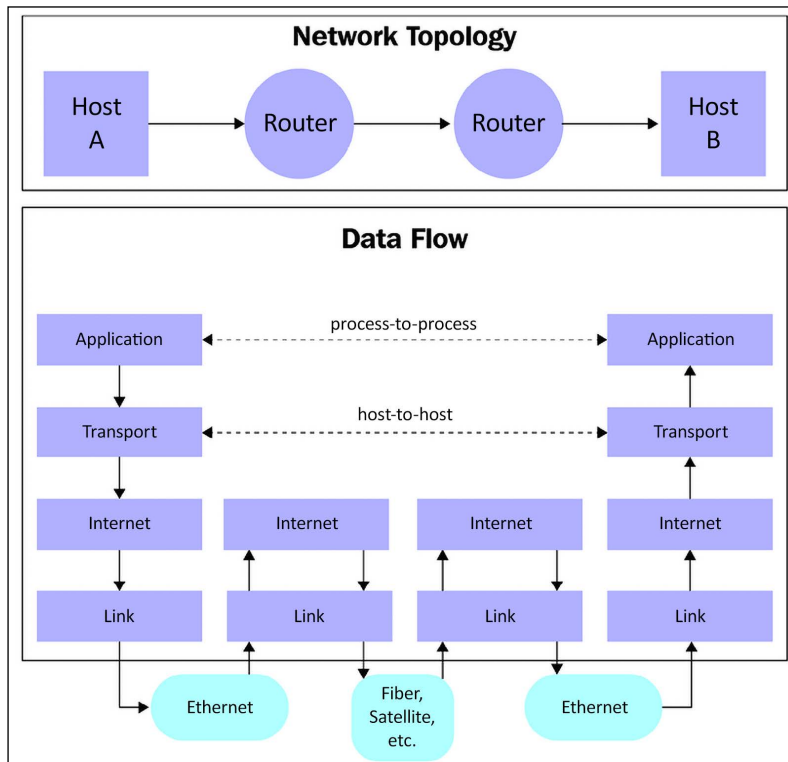 Network Topology
Host
A
Router
Router
Host
B
Data Flow
Application
process-to-process
Application
Transport
host-to-host
Transport
Internet
Internet
Internet
Internet
Link
Link
Link
Link
Ethernet
Fiber,
Satellite,
etc.
Ethernet